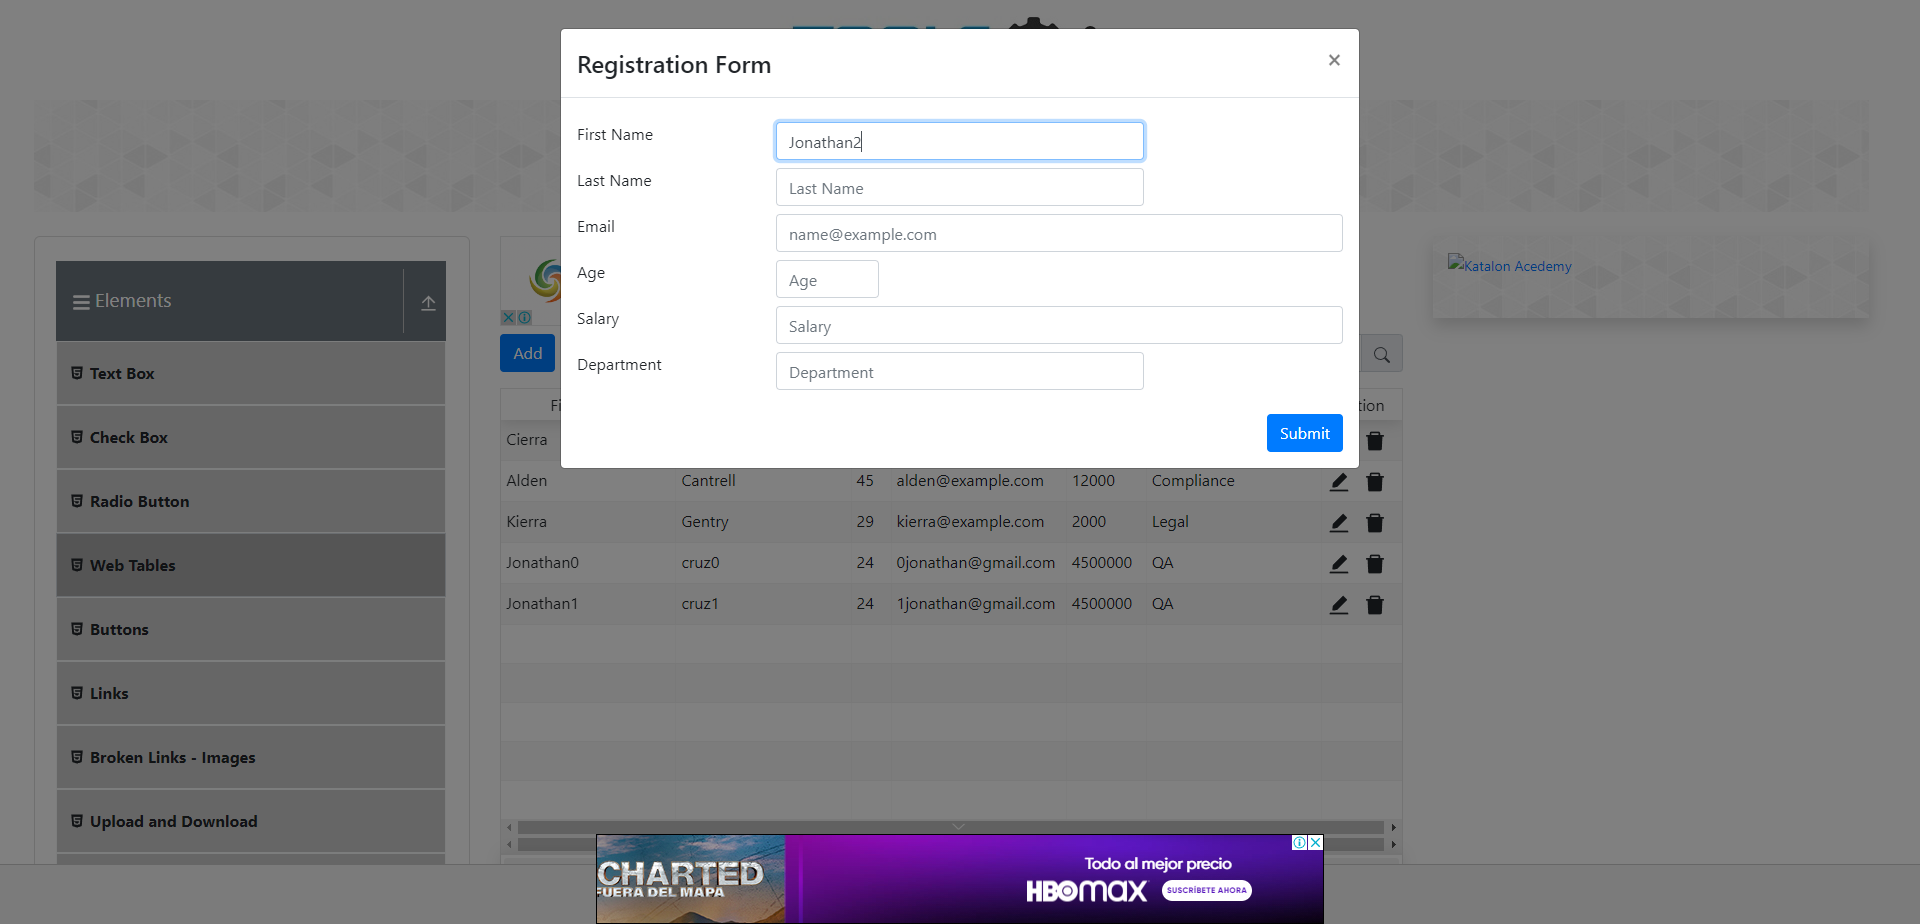 Registration Form
×
First Name
Jonathan2
Last Name
Last Name
Email
name@example.com
Age
Age
Salary
Salary
Department
Department
Submit
Elements
Text Box
Check Box
Radio Button
Web Tables
Buttons
Links
Broken Links - Images
Upload and Download
Add
Cierra
Alden Cantrell 45 alden@example.com 12000 Compliance
Kierra Gentry 29 kierra@example.com 2000 Legal
Jonathan0 cruz0 24 0jonathan@gmail.com 4500000 QA
Jonathan1 cruz1 24 1jonathan@gmail.com 4500000 QA
Katalon Acedemy
CHARTED
FUERA DEL MAPA
Todo al mejor precio
HBOMAX
SUSCRÍBETE AHORA